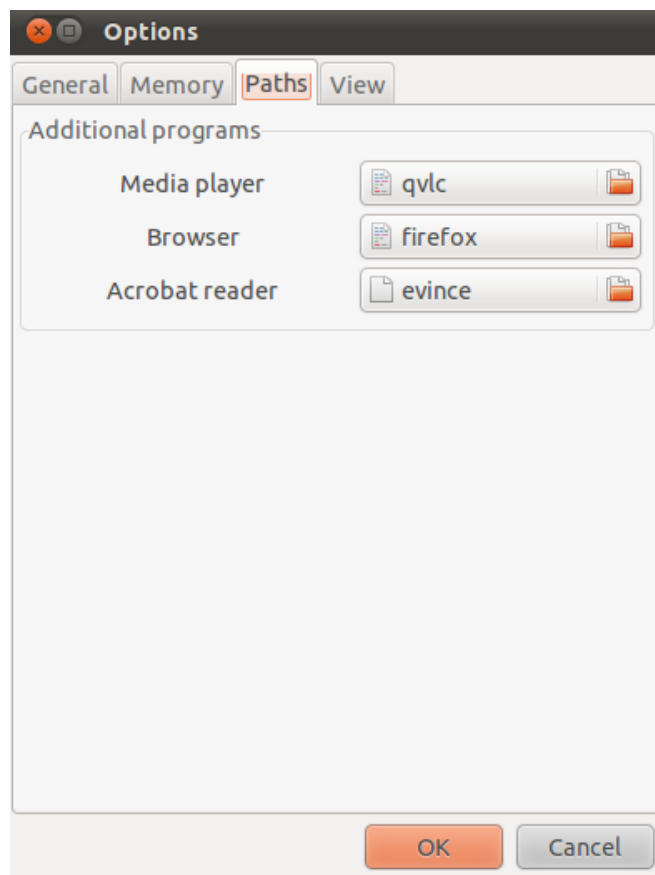 Options
General Memory Paths View
Additional programs
Media player qvlc
Browser firefox
Acrobat reader evince
OK Cancel